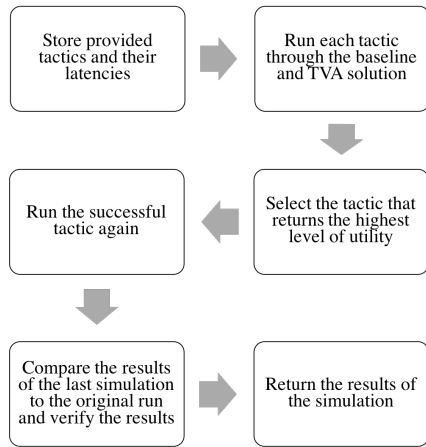 Store provided
tactics and their
latencies
Run each tactic
through the baseline
and TVA solution
Select the tactic that
returns the highest
level of utility
Run the successful
tactic again
Compare the results
of the last simulation
to the original run
and verify the results
Return the results of
the simulation